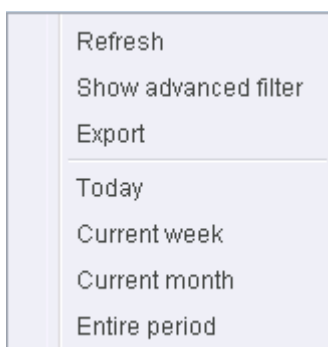 Refresh
Show advanced filter
Export
Today
Current week
Current month
Entire period